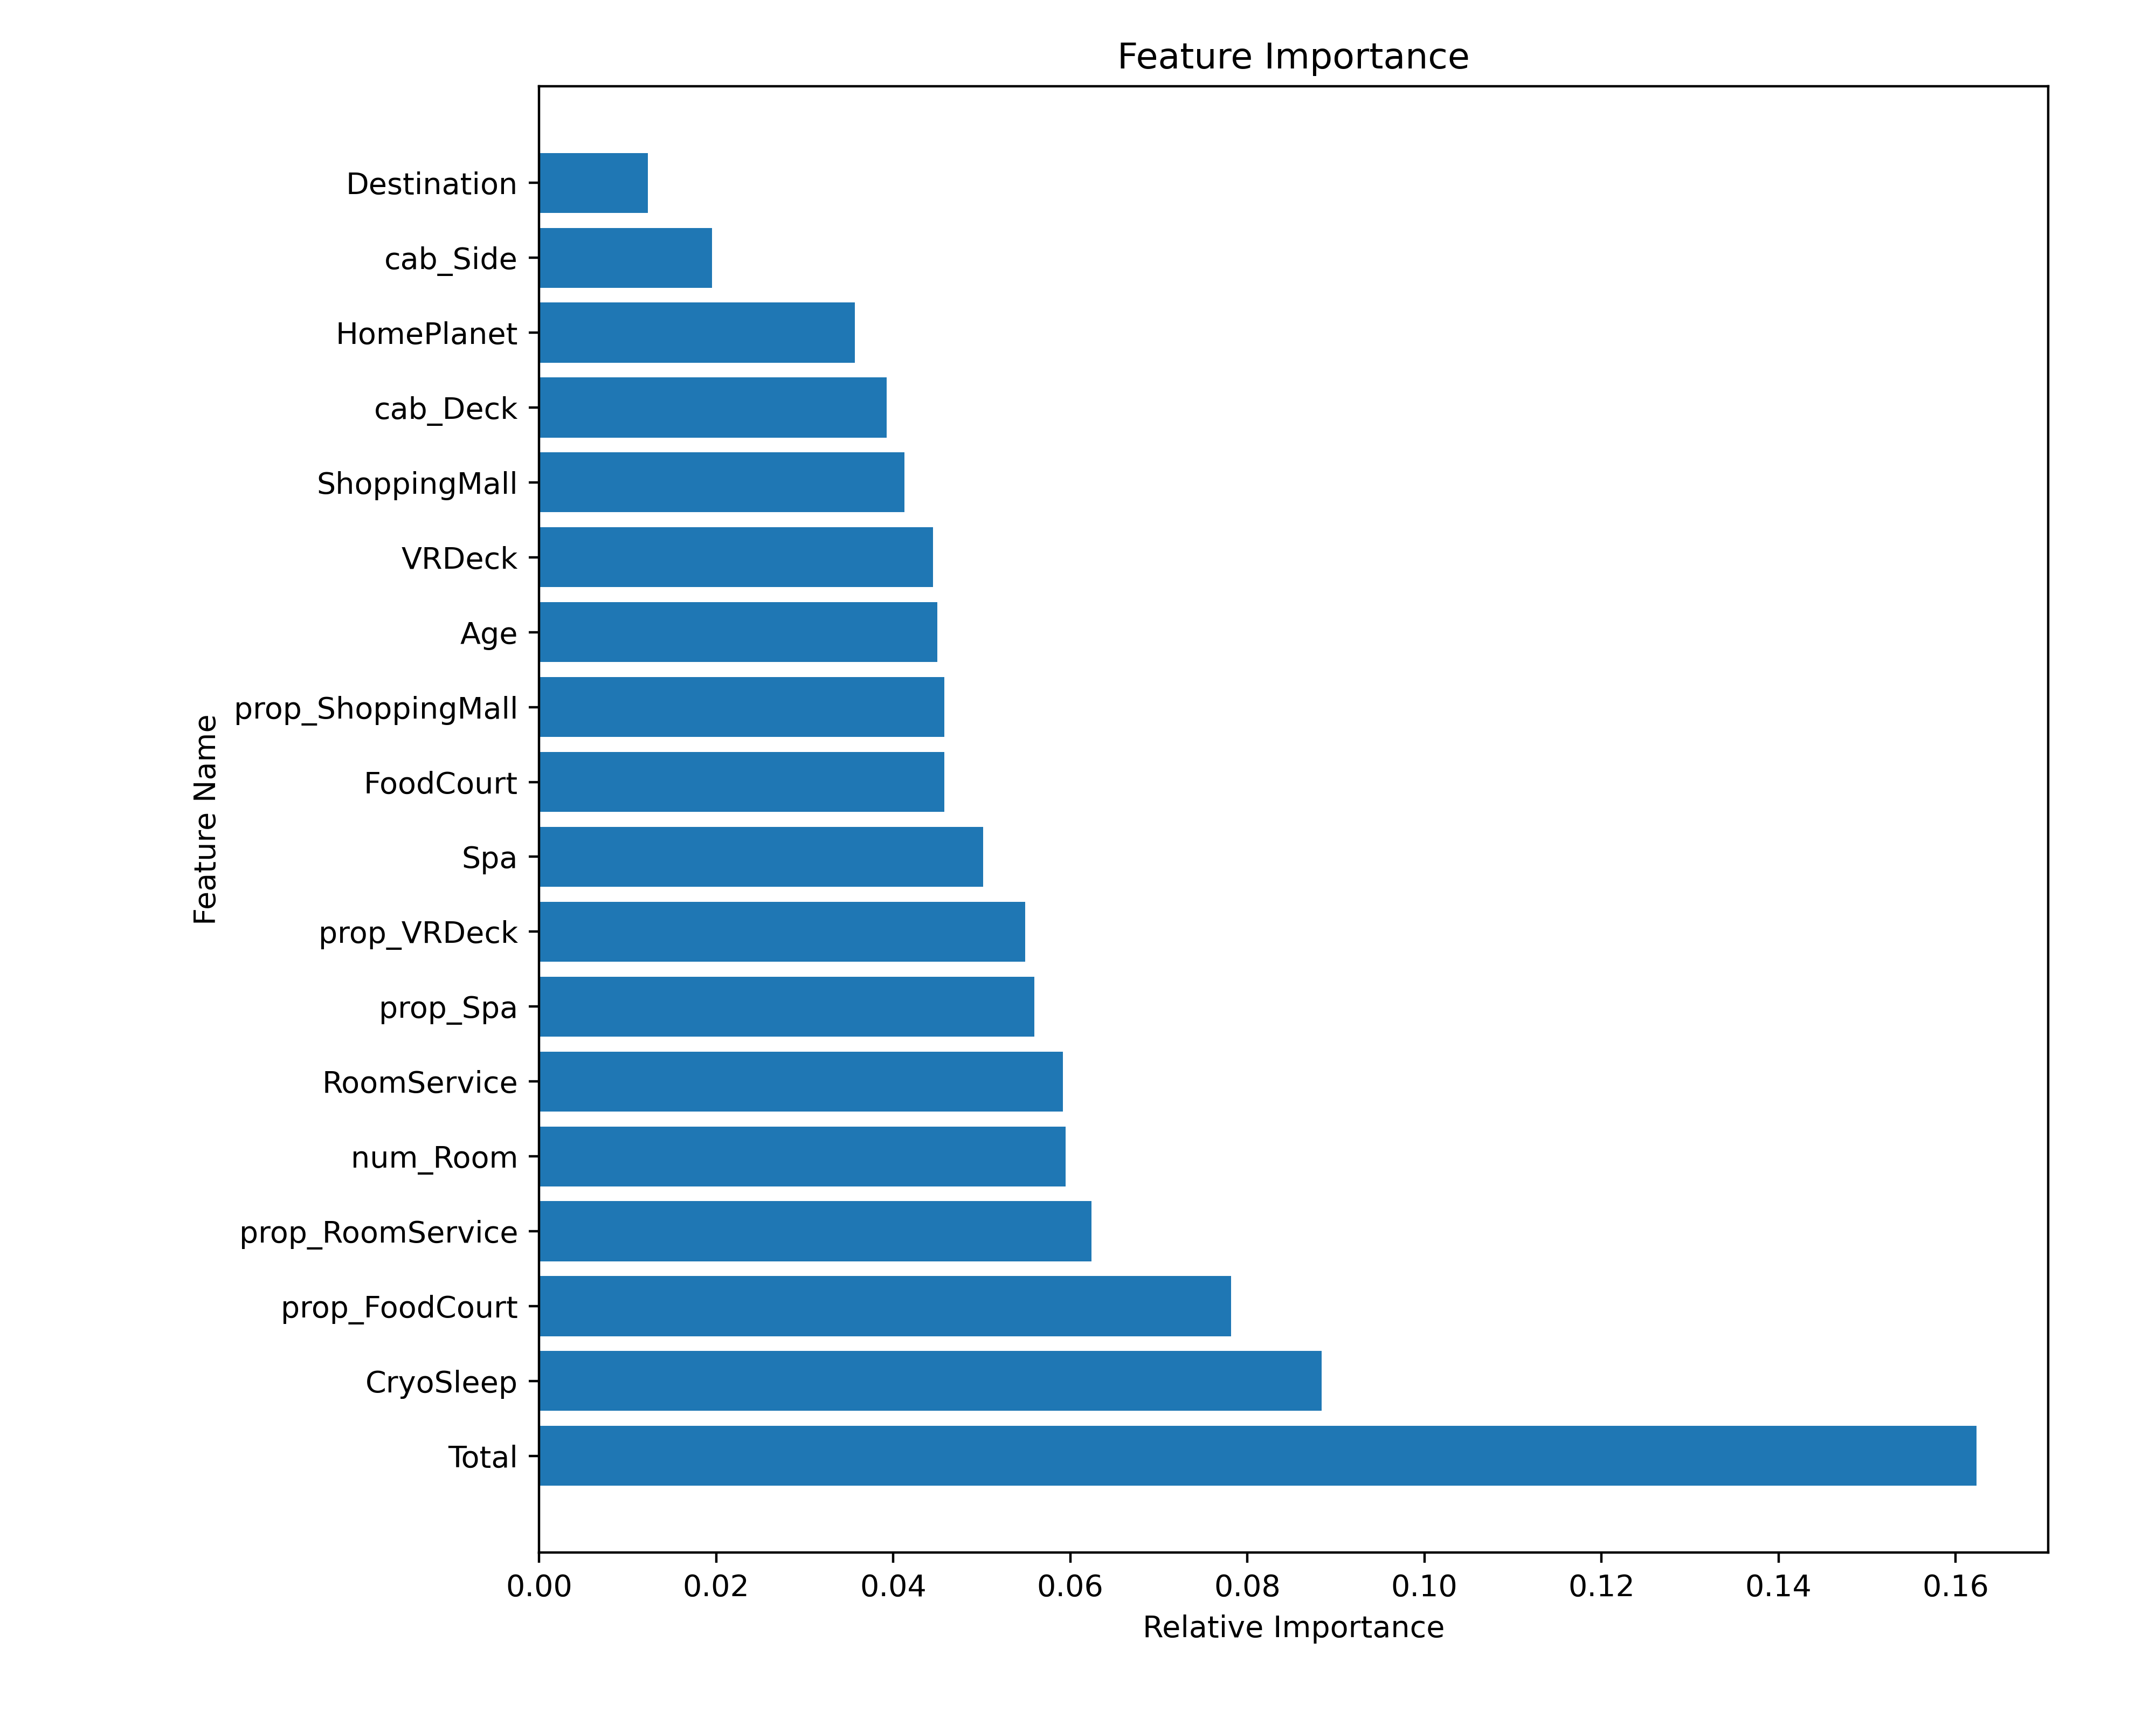 Feature Importance
Feature Name
Destination
cab_Side
HomePlanet
cab_Deck
ShoppingMall
VRDeck
Age
prop_ShoppingMall
FoodCourt
Spa
prop_VRDeck
prop_Spa
RoomService
num_Room
prop_RoomService
prop_FoodCourt
CryoSleep
Total
0.00 0.02 0.04 0.06 0.08 0.10 0.12 0.14 0.16
Relative Importance